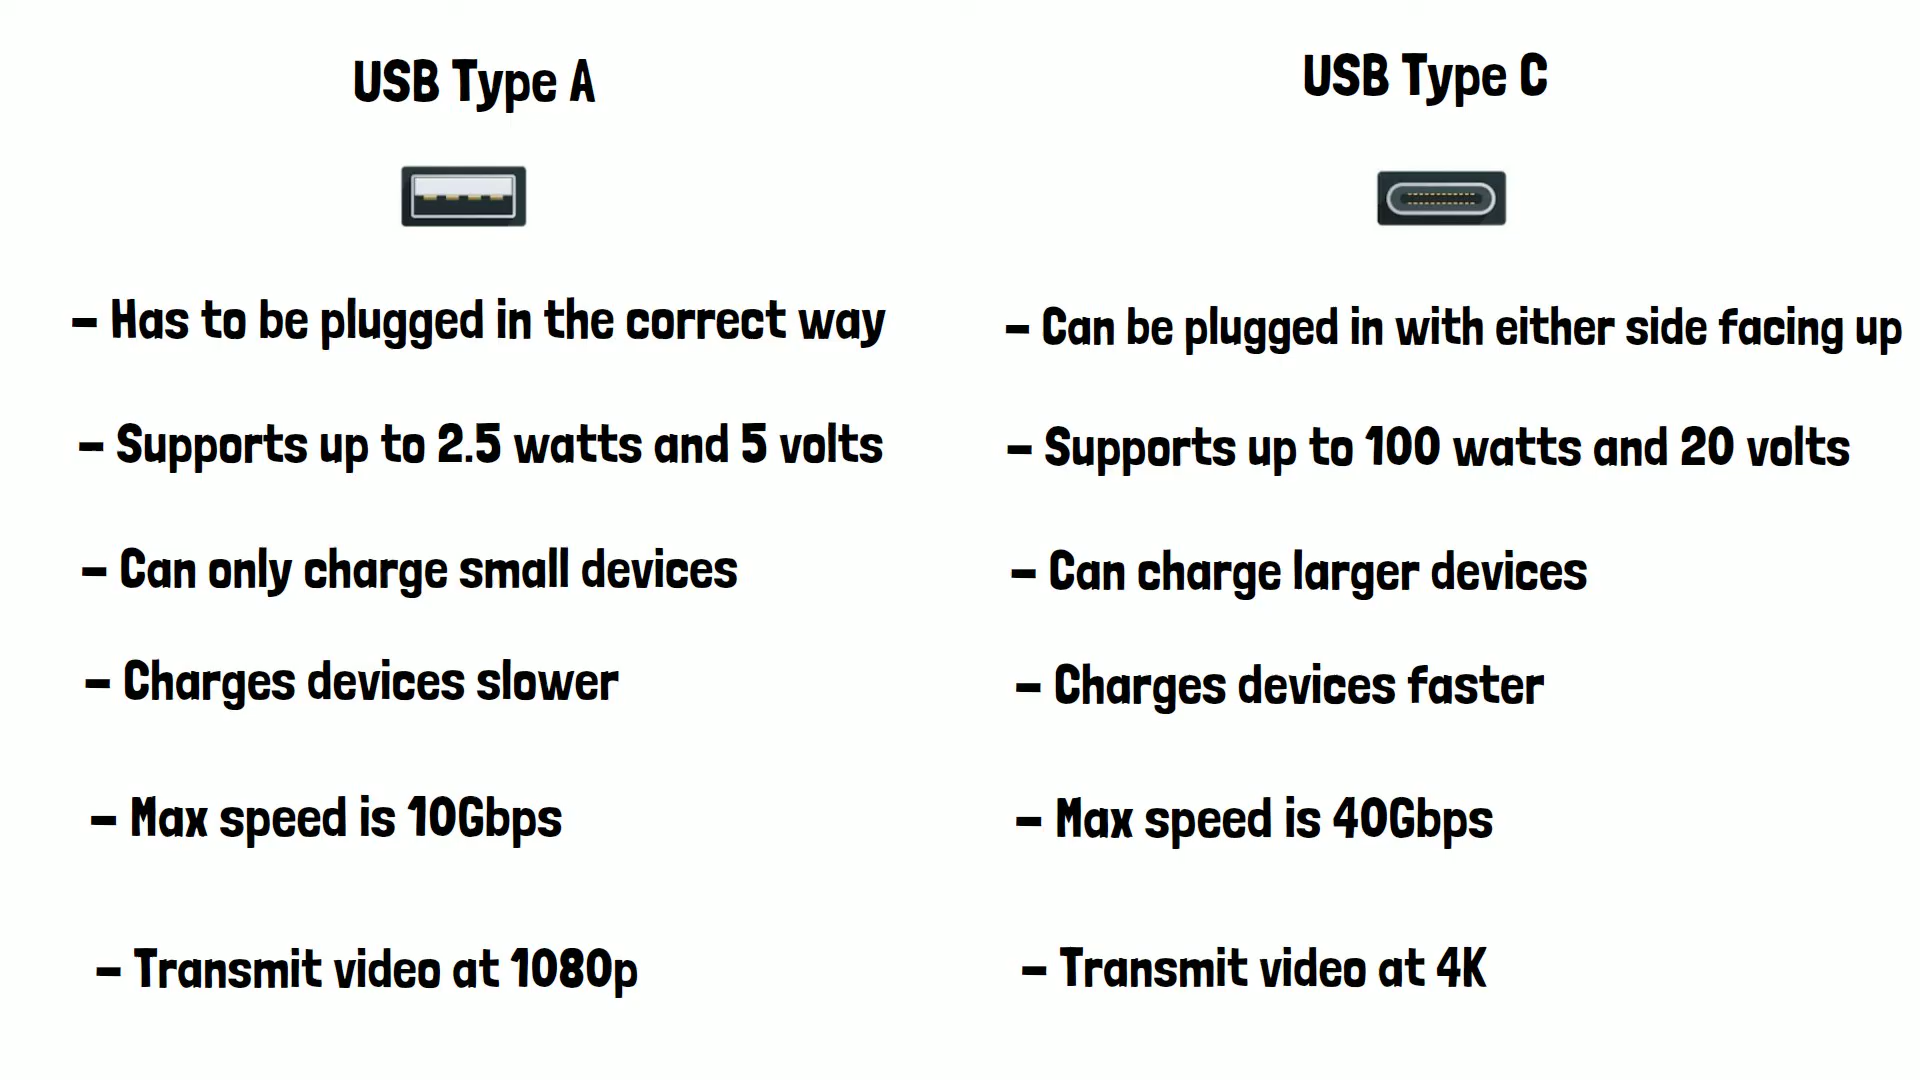 USB Type A
– Has to be plugged in the correct way
– Supports up to 2.5 watts and 5 volts
– Can only charge small devices
– Charges devices slower
– Max speed is 10Gbps
– Transmit video at 1080p
USB Type C
– Can be plugged in with either side facing up
– Supports up to 100 watts and 20 volts
– Can charge larger devices
– Charges devices faster
– Max speed is 40Gbps
– Transmit video at 4K